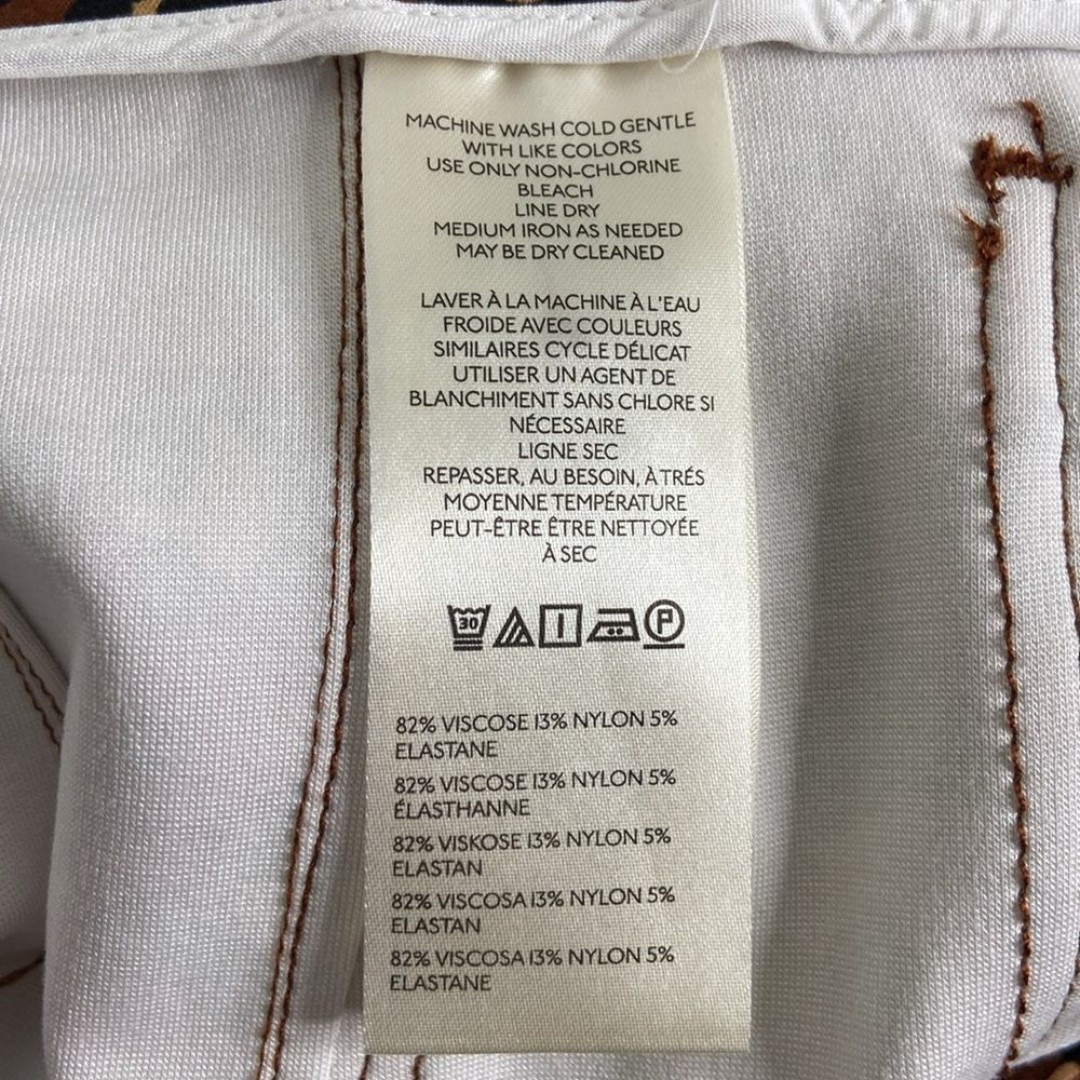 MACHINE WASH COLD GENTLE
WITH LIKE COLORS
USE ONLY NON-CHLORINE
BLEACH
LINE DRY
MEDIUM IRON AS NEEDED
MAY BE DRY CLEANED
LAVER À LA MACHINE À L'EAU
FROIDE AVEC COULEURS
SIMILAIRES CYCLE DÉLICAT
UTILISER UN AGENT DE
BLANCHIMENT SANS CHLORE SI
NÉCESSAIRE
LIGNE SEC
REPASSER, AU BESOIN, À TRÉS
MOYENNE TEMPÉRATURE
PEUT-ÊTRE ÊTRE NETTOYÉE
À SEC
30 P
82% VISCOSE 13% NYLON 5%
ELASTANE
82% VISCOSE 13% NYLON 5%
ÉLASTHANNE
82% VISKOSE 13% NYLON 5%
ELASTAN
82% VISCOSA 13% NYLON 5%
ELASTAN
82% VISCOSA 13% NYLON 5%
ELASTANE